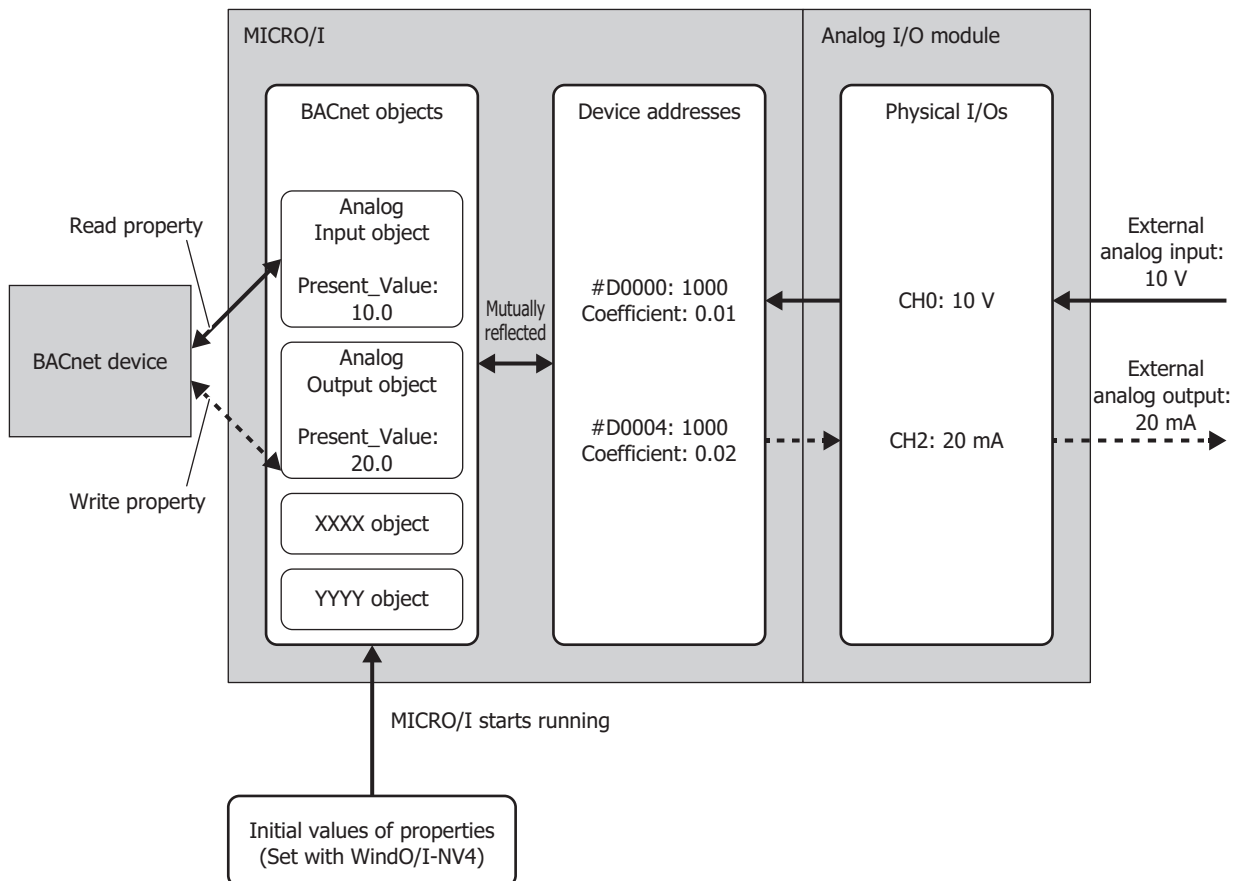 MICRO/I
Analog I/O module
BACnet objects
Device addresses
Physical I/Os
Analog
Input object
Present_Value:
10.0
Read property
BACnet device
Write property
Analog
Output object
Present_Value:
20.0
XXXX object
YYYY object
Mutually
reflected
#D0000: 1000
Coefficient: 0.01
#D0004: 1000
Coefficient: 0.02
CH0: 10 V
CH2: 20 mA
External
analog input:
10 V
External
analog output:
20 mA
MICRO/I starts running
Initial values of properties
(Set with WindO/I-NV4)